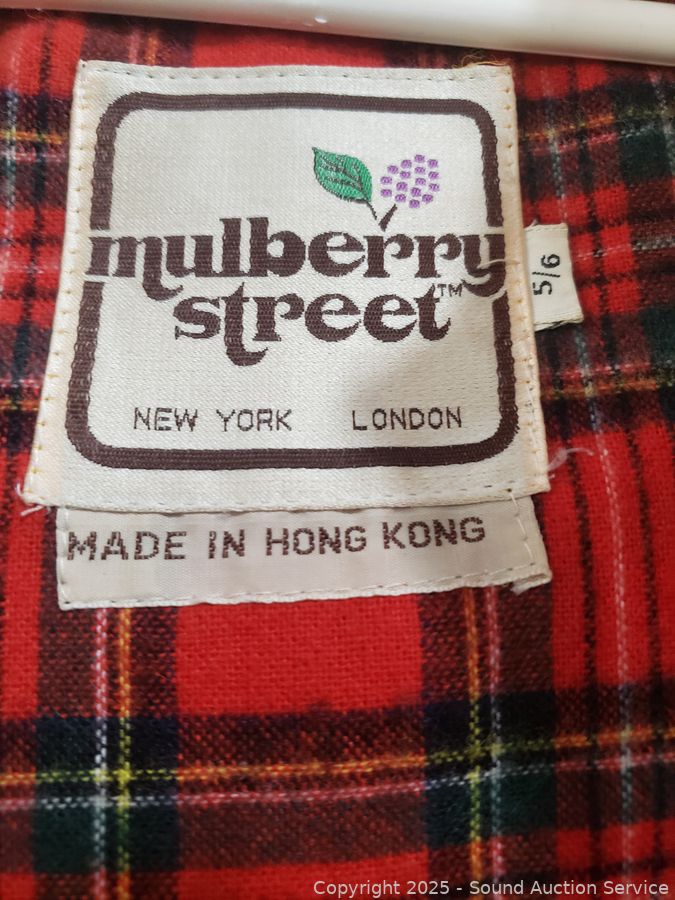 mulberry
street™
NEW YORK LONDON
5/6
MADE IN HONG KONG
Copyright 2025 - Sound Auction Service